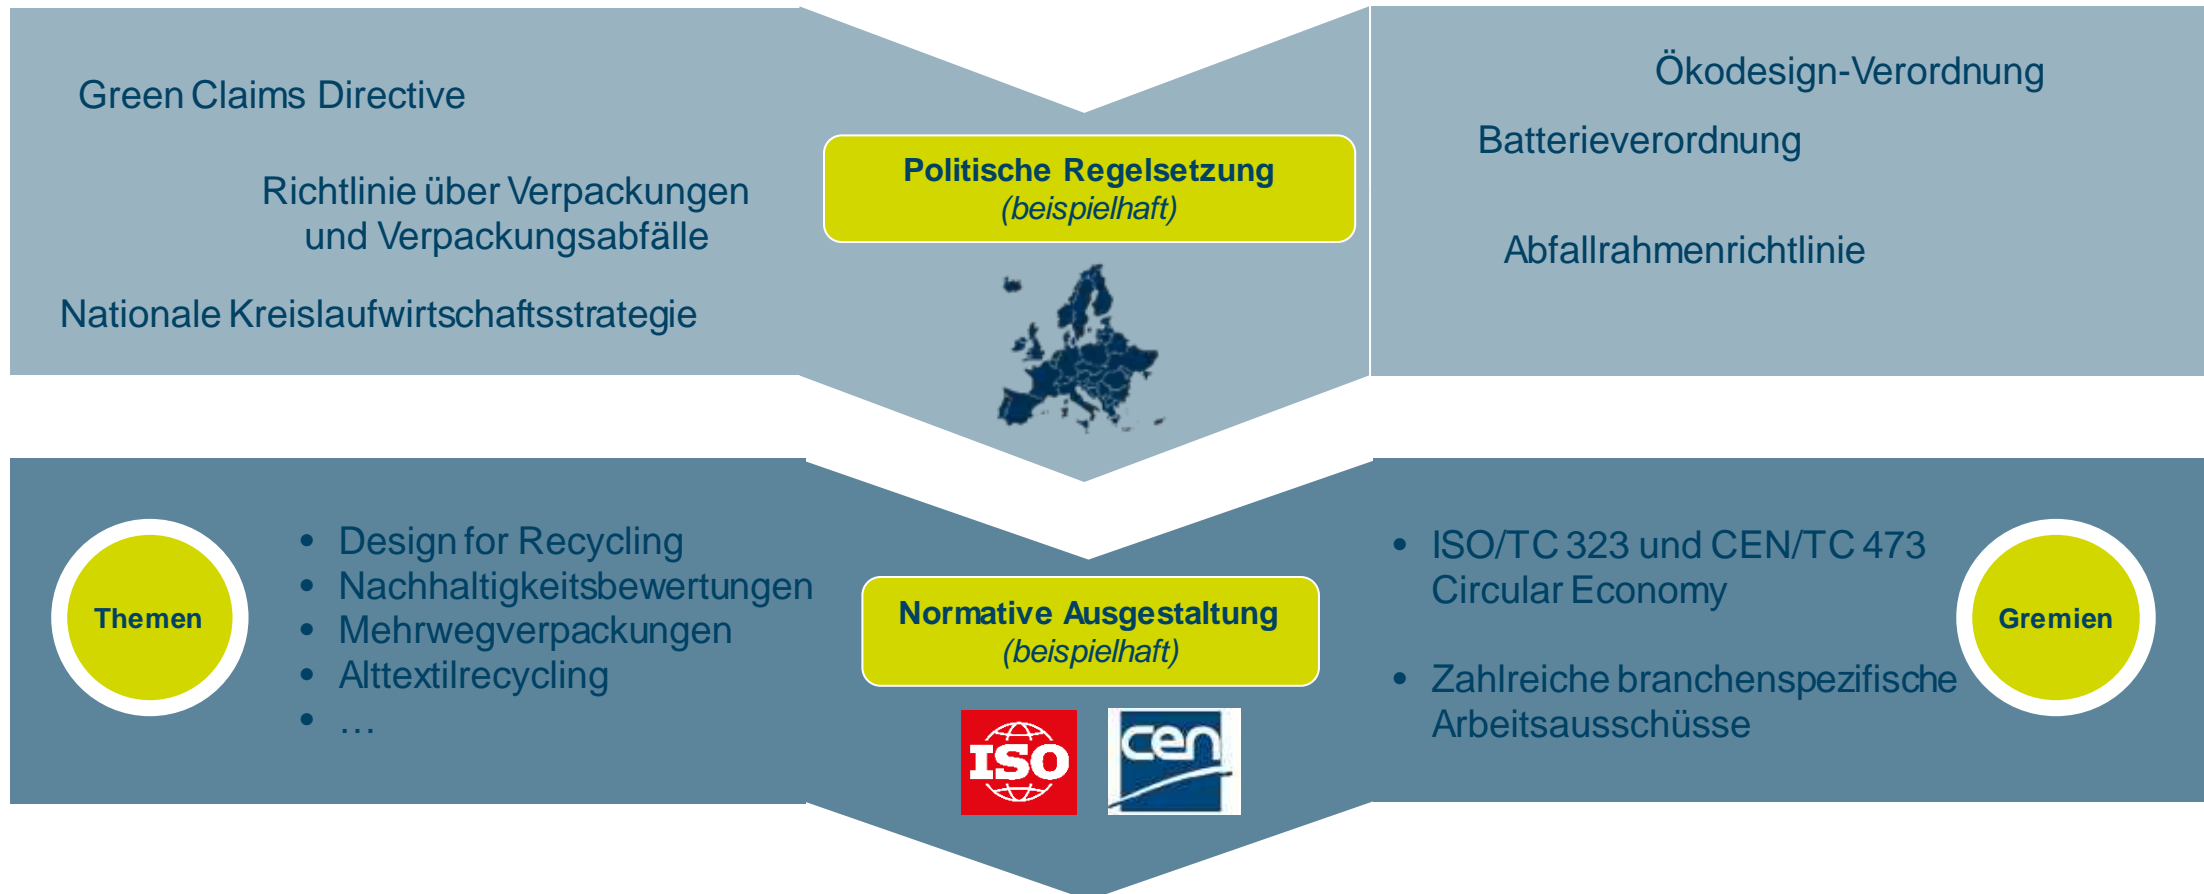 Green Claims Directive
Richtlinie über Verpackungen
und Verpackungsabfälle
Nationale Kreislaufwirtschaftsstrategie
Politische Regelsetzung
(beispielhaft)
Ökodesign-Verordnung
Batterieverordnung
Abfallrahmenrichtlinie
Themen
• Design for Recycling
• Nachhaltigkeitsbewertungen
• Mehrwegverpackungen
• Alttextilrecycling
• …
Normative Ausgestaltung
(beispielhaft)
ISO
cen
• ISO/TC 323 und CEN/TC 473
Circular Economy
• Zahlreiche branchenspezifische
Arbeitsausschüsse
Gremien